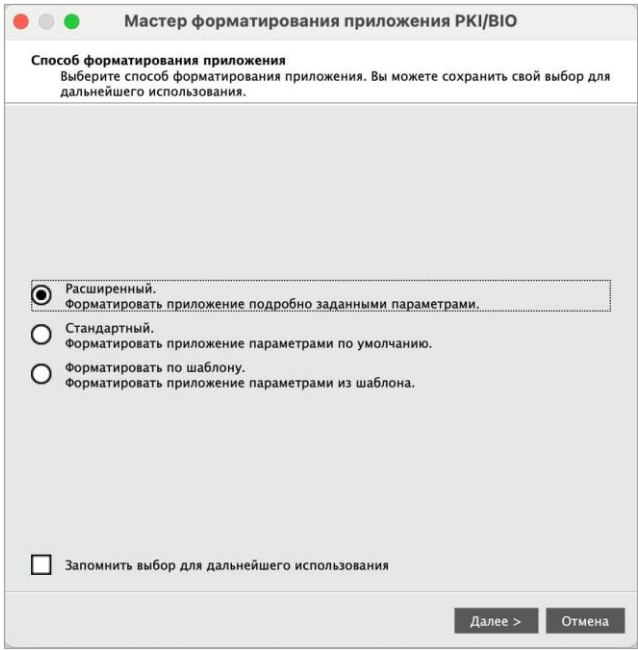 Мастер форматирования приложения PKI/BIO
Способ форматирования приложения
Выберите способ форматирования приложения. Вы можете сохранить свой выбор для
дальнейшего использования.
Расширенный.
Форматировать приложение подробно заданными параметрами.
Стандартный.
Форматировать приложение параметрами по умолчанию.
Форматировать по шаблону.
Форматировать приложение параметрами из шаблона.
Запомнить выбор для дальнейшего использования
Далее > Отмена